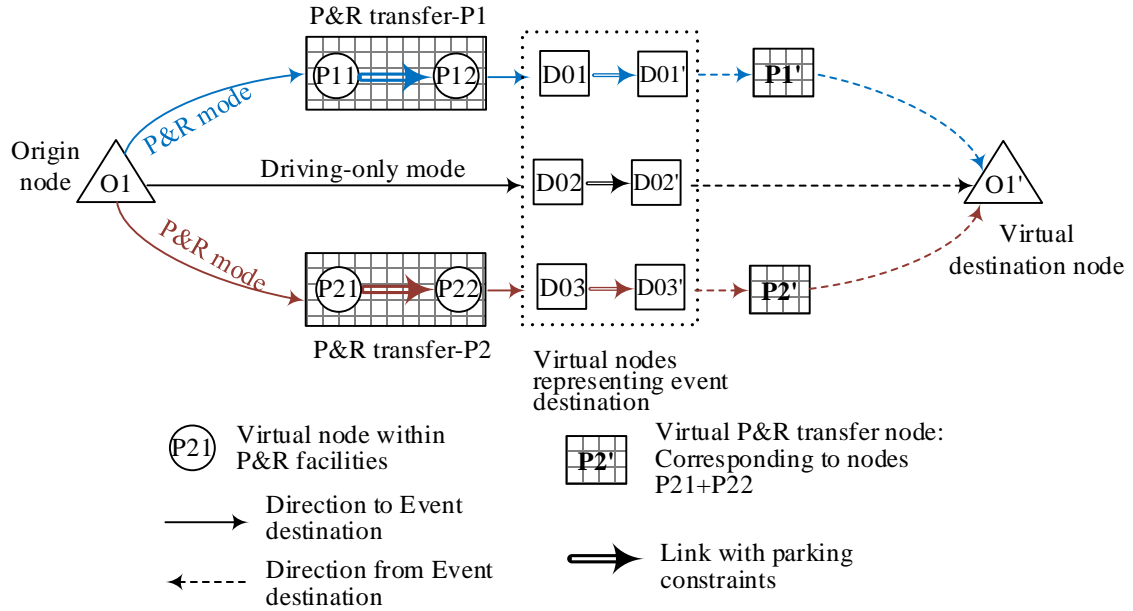 P&R transfer-P1
P11
P12
D01
D01'
P1'
P&R mode
Origin
node
O1
Driving-only mode
D02
D02'
O1'
P&R mode
Virtual
destination node
P21
P22
D03
D03'
P2'
P&R transfer-P2
Virtual nodes
representing event
destination
P21
Virtual node within
P&R facilities
P2'
Virtual P&R transfer node:
Corresponding to nodes
P21+P22
Direction to Event
destination
Link with parking
constraints
Direction from Event
destination